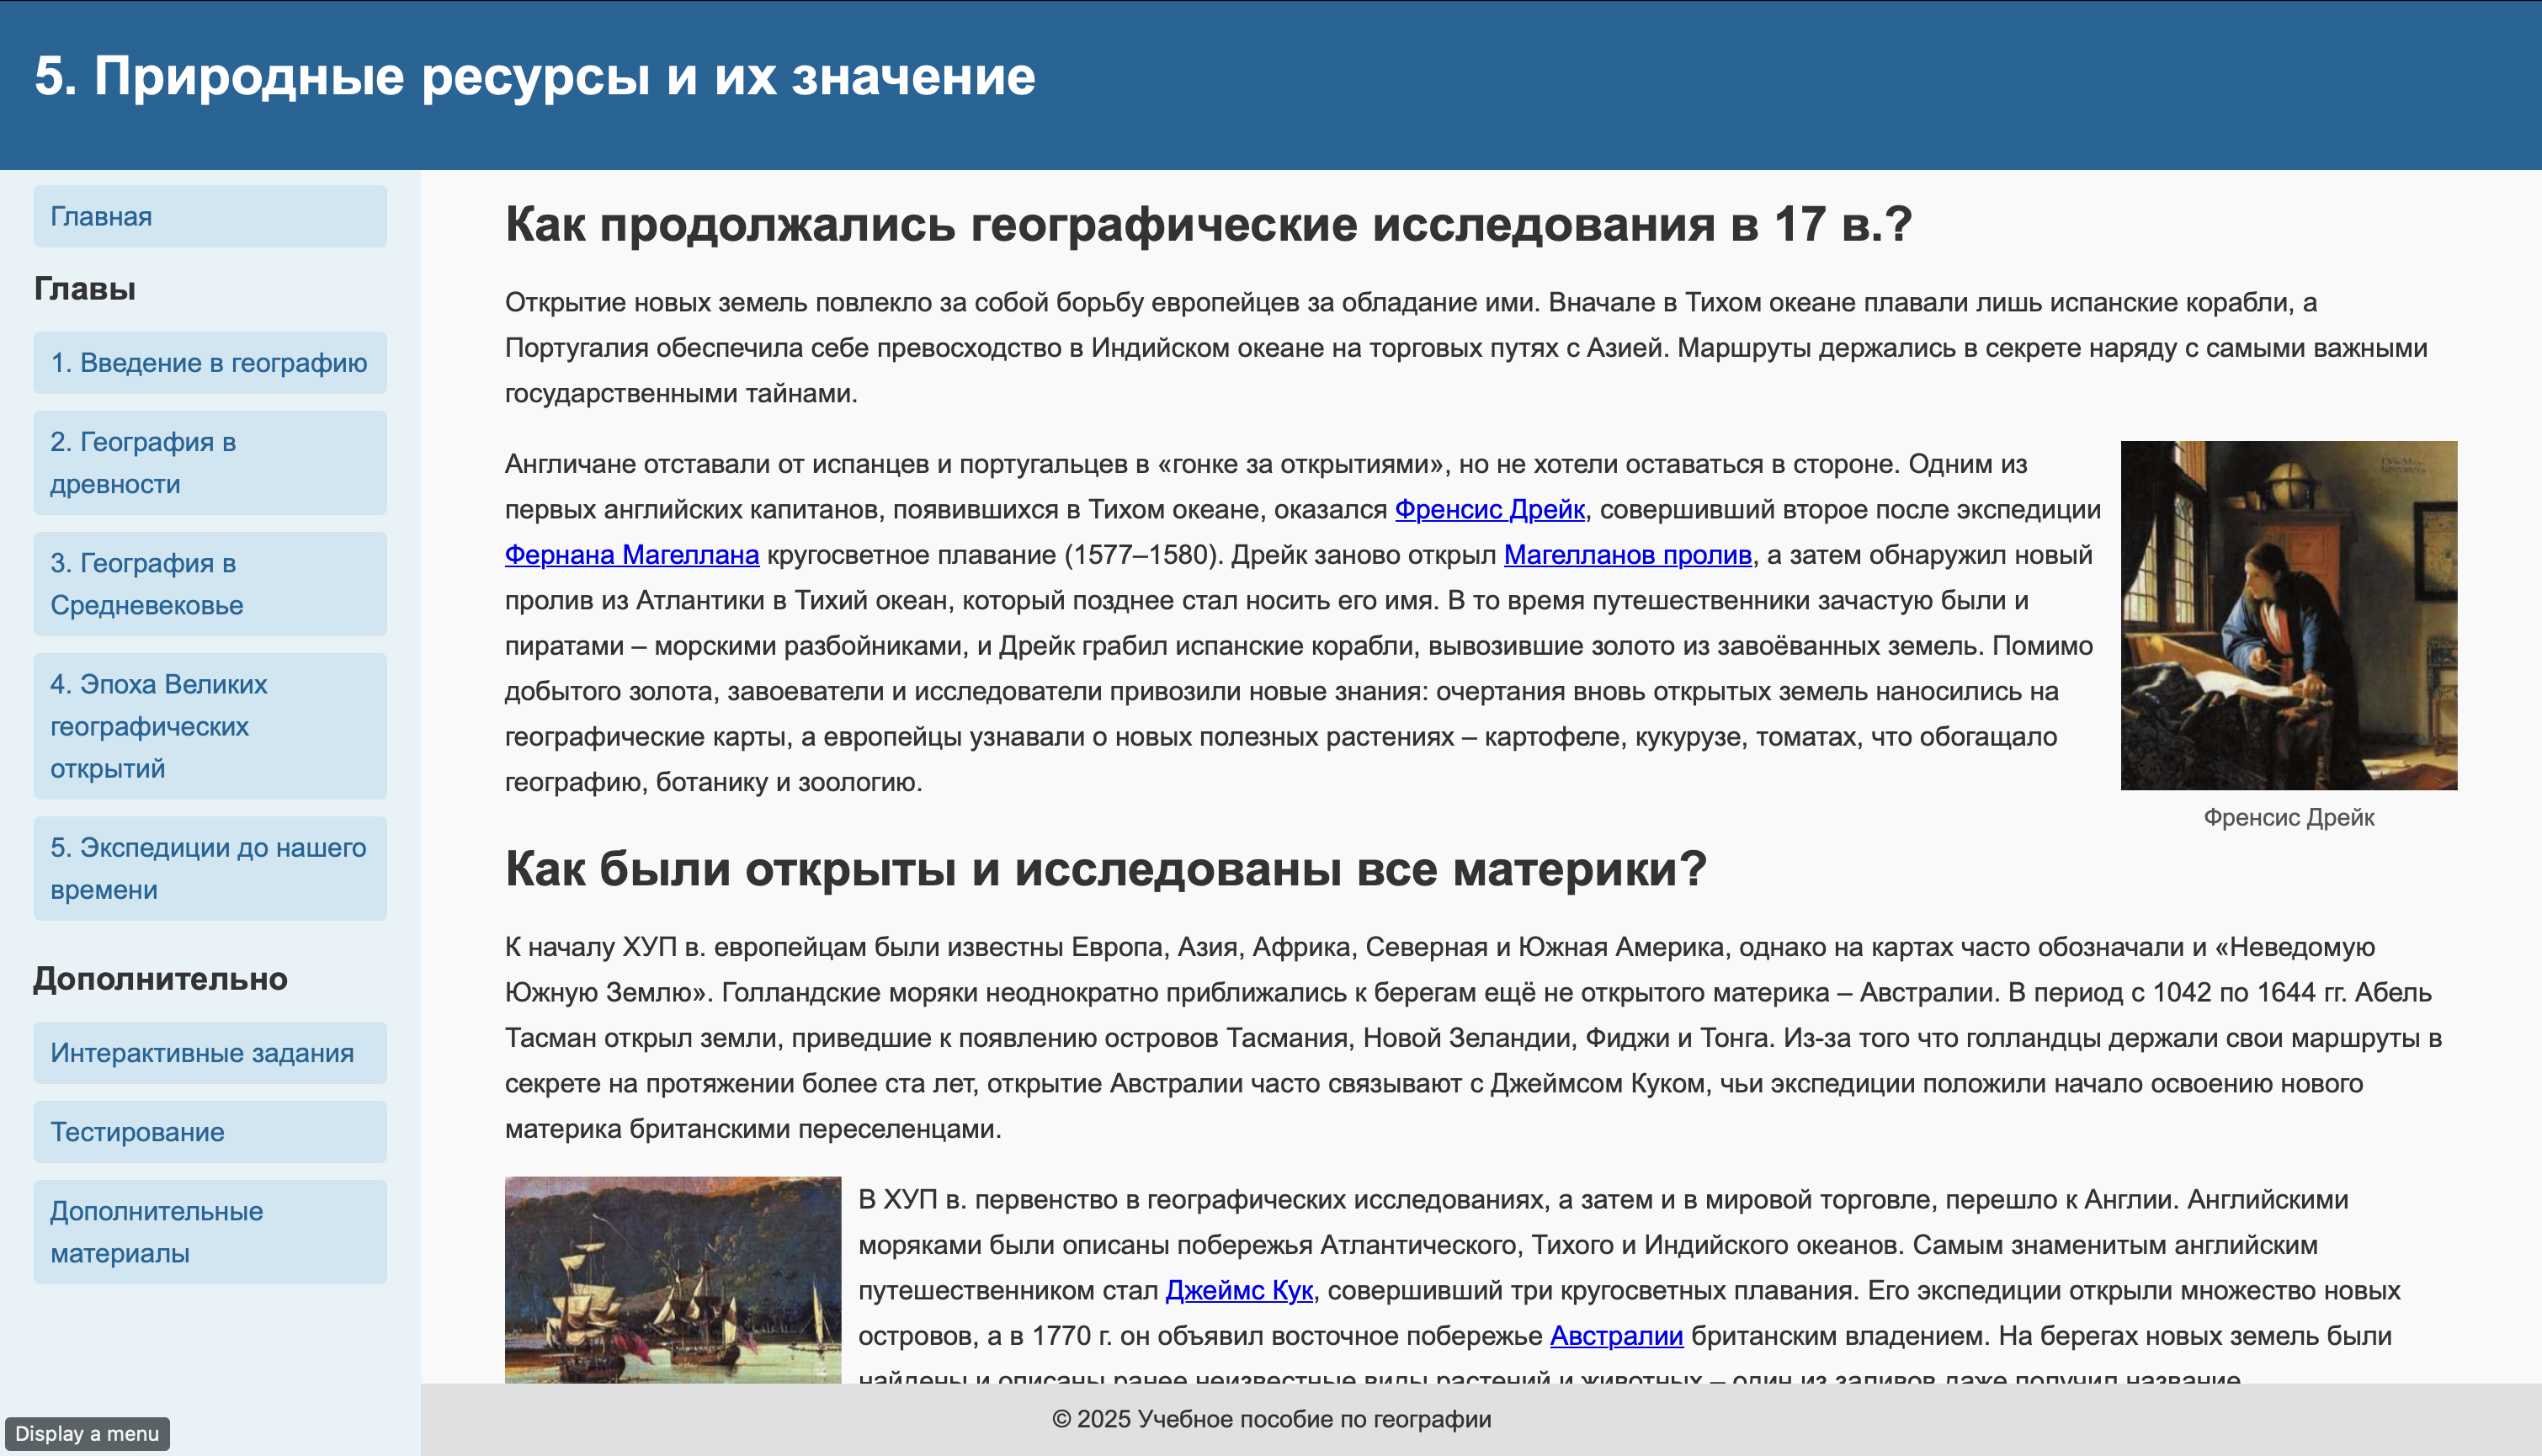 5. Природные ресурсы и их значение
Главная
Главы
1. Введение в географию
2. География в
древности
3. География в
Средневековье
4. Эпоха Великих
географических
открытий
5. Экспедиции до нашего
времени
Дополнительно
Интерактивные задания
Тестирование
Дополнительные
материалы
Display a menu
Как продолжались географические исследования в 17 в.?
Открытие новых земель повлекло за собой борьбу европейцев за обладание ими. Вначале в Тихом океане плавали лишь испанские корабли, а
Португалия обеспечила себе превосходство в Индийском океане на торговых путях с Азией. Маршруты держались в секрете наряду с самыми важными
государственными тайнами.
Англичане отставали от испанцев и португальцев в «гонке за открытиями», но не хотели оставаться в стороне. Одним из
первых английских капитанов, появившихся в Тихом океане, оказался Френсис Дрейк, совершивший второе после экспедиции
Фернана Магеллана кругосветное плавание (1577–1580). Дрейк заново открыл Магелланов пролив, а затем обнаружил новый
пролив из Атлантики в Тихий океан, который позднее стал носить его имя. В то время путешественники зачастую были и
пиратами – морскими разбойниками, и Дрейк грабил испанские корабли, вывозившие золото из завоёванных земель. Помимо
добытого золота, завоеватели и исследователи привозили новые знания: очертания вновь открытых земель наносились на
географические карты, а европейцы узнавали о новых полезных растениях – картофеле, кукурузе, томатах, что обогащало
географию, ботанику и зоологию.
Френсис Дрейк
Как были открыты и исследованы все материки?
К началу ХУП в. европейцам были известны Европа, Азия, Африка, Северная и Южная Америка, однако на картах часто обозначали и «Неведомую
Южную Землю». Голландские моряки неоднократно приближались к берегам ещё не открытого материка – Австралии. В период с 1042 по 1644 гг. Абель
Тасман открыл земли, приведшие к появлению островов Тасмания, Новой Зеландии, Фиджи и Тонга. Из-за того что голландцы держали свои маршруты в
секрете на протяжении более ста лет, открытие Австралии часто связывают с Джеймсом Куком, чьи экспедиции положили начало освоению нового
материка британскими переселенцами.
В ХУП в. первенство в географических исследованиях, а затем и в мировой торговле, перешло к Англии. Английскими
моряками были описаны побережья Атлантического, Тихого и Индийского океанов. Самым знаменитым английским
путешественником стал Джеймс Кук, совершивший три кругосветных плавания. Его экспедиции открыли множество новых
островов, а в 1770 г. он объявил восточное побережье Австралии британским владением. На берегах новых земель были
найдены и описаны ранее неизвестные виды растений и животных – один из заливов даже получил название
© 2025 Учебное пособие по географии